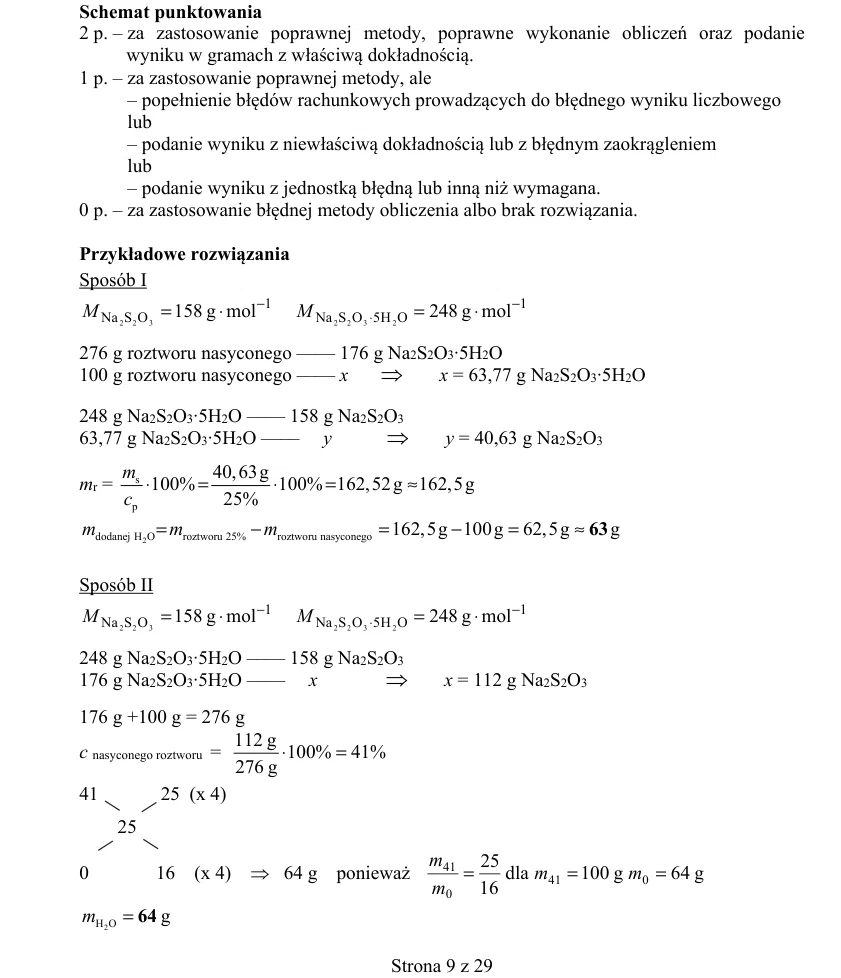 Schemat punktowania
2 p. – za zastosowanie poprawnej metody, poprawne wykonanie obliczeń oraz podanie
wyniku w gramach z właściwą dokładnością.
1 p. – za zastosowanie poprawnej metody, ale
– popełnienie błędów rachunkowych prowadzących do błędnego wyniku liczbowego
lub
– podanie wyniku z niewłaściwą dokładnością lub z błędnym zaokrągleniem
lub
– podanie wyniku z jednostką błędną lub inną niż wymagana.
0 p. – za zastosowanie błędnej metody obliczenia albo brak rozwiązania.
Przykładowe rozwiązania
Sposób I
M Na₂S₂O₃ = 158 g · mol⁻¹ M Na₂S₂O₃·5H₂O = 248 g · mol⁻¹
276 g roztworu nasyconego —— 176 g Na₂S₂O₃·5H₂O
100 g roztworu nasyconego —— x ⇒ x = 63,77 g Na₂S₂O₃·5H₂O
248 g Na₂S₂O₃·5H₂O —— 158 g Na₂S₂O₃
63,77 g Na₂S₂O₃·5H₂O —— y ⇒ y = 40,63 g Na₂S₂O₃
mᵣ = mₛ/cₚ ·100% = 40,63 g/25% ·100% = 162,52 g ≈ 162,5 g
m dodanej H₂O = m roztworu 25% − m roztworu nasyconego = 162,5 g − 100 g = 62,5 g ≈ 63 g
Sposób II
M Na₂S₂O₃ = 158 g · mol⁻¹ M Na₂S₂O₃·5H₂O = 248 g · mol⁻¹
248 g Na₂S₂O₃·5H₂O —— 158 g Na₂S₂O₃
176 g Na₂S₂O₃·5H₂O —— x ⇒ x = 112 g Na₂S₂O₃
176 g +100 g = 276 g
c nasyconego roztworu = 112 g/276 g ·100% = 41%
41 25 (x 4)
25
0 16 (x 4) ⇒ 64 g ponieważ m₄₁/m₀ = 25/16 dla m₄₁ = 100 g m₀ = 64 g
m H₂O = 64 g
Strona 9 z 29